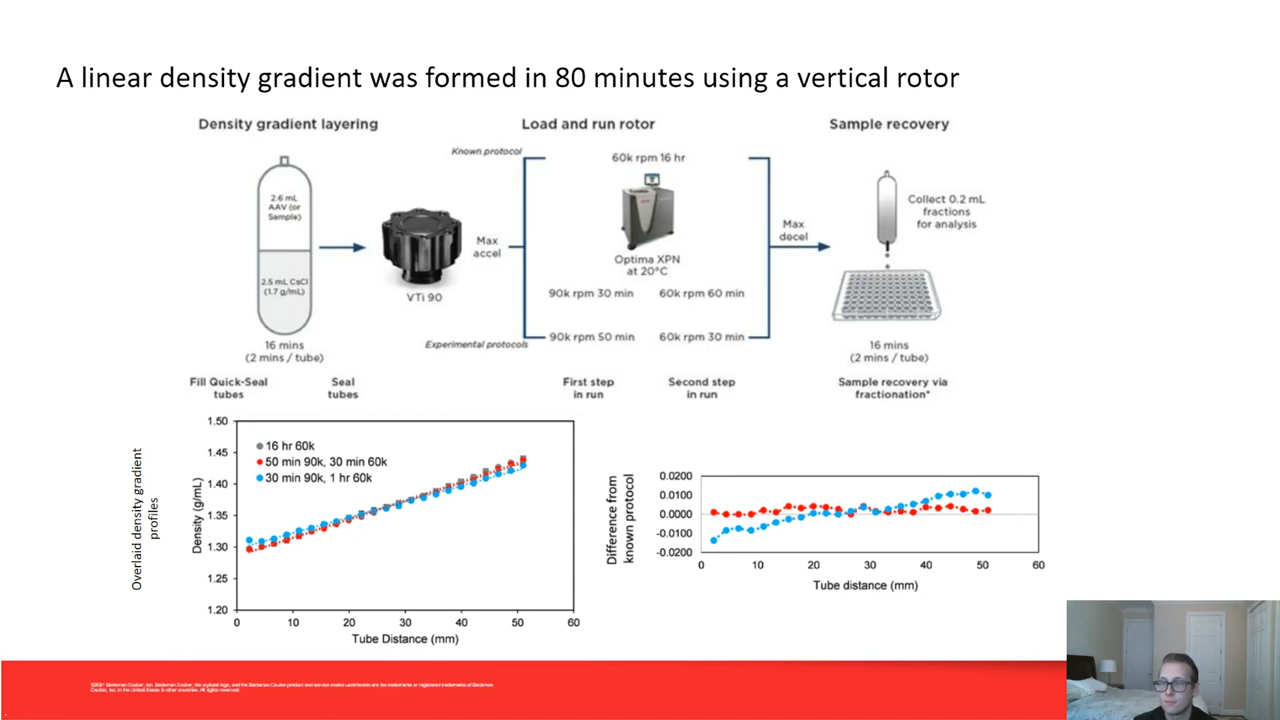 A linear density gradient was formed in 80 minutes using a vertical rotor
Density gradient layering
Load and run rotor
Sample recovery
2.6 mL
AAV (or
Sample)
2.5 mL CsCl
(1.7 g/mL)
16 mins
(2 mins / tube)
VTi 90
Known protocol
Max
accel
60k rpm 16 hr
Optima XPN
at 20°C
90k rpm 30 min
60k rpm 60 min
Experimental protocols
90k rpm 50 min
60k rpm 30 min
Max
decel
Collect 0.2 mL
fractions
for analysis
16 mins
(2 mins / tube)
Fill Quick-Seal
tubes
Seal
tubes
First step
in run
Second step
in run
Sample recovery via
fractionation*
Overlaid density gradient
profiles
Density (g/mL)
1.50
1.45
1.40
1.35
1.30
1.25
1.20
16 hr 60k
50 min 90k, 30 min 60k
30 min 90k, 1 hr 60k
0 10 20 30 40 50 60
Tube Distance (mm)
Difference from
known protocol
0.0200
0.0100
0.0000
-0.0100
-0.0200
0 10 20 30 40 50 60
Tube distance (mm)